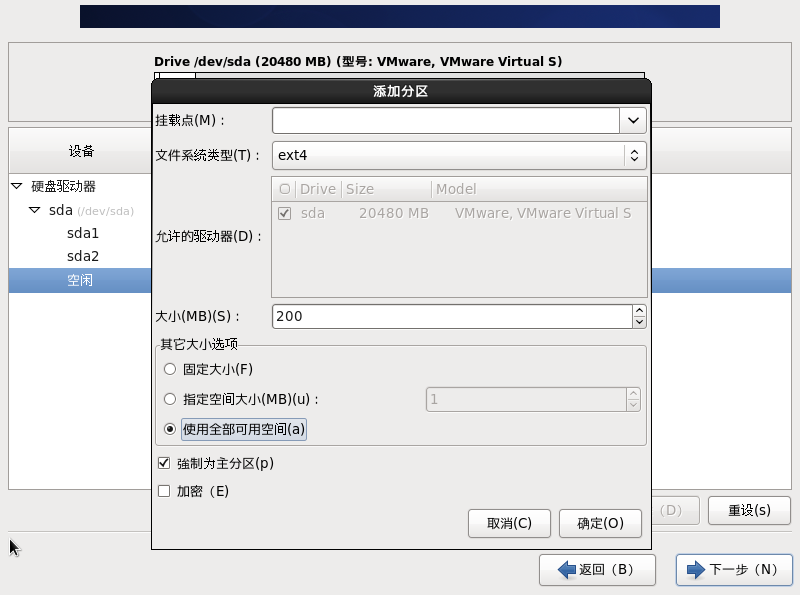 Drive /dev/sda (20480 MB) (型号: VMware, VMware Virtual S)
添加分区
挂载点(M)：
文件系统类型(T)： ext4
Drive Size Model
sda 20480 MB VMware, VMware Virtual S
允许的驱动器(D)：
大小(MB)(S)： 200
其它大小选项
固定大小(F)
指定空间大小(MB)(u)： 1
使用全部可用空间(a)
強制为主分区(p)
加密（E)
取消(C) 确定(O)
设备
硬盘驱动器
sda (/dev/sda)
sda1
sda2
空闲
(D) 重设(s)
返回（B） 下一步（N）